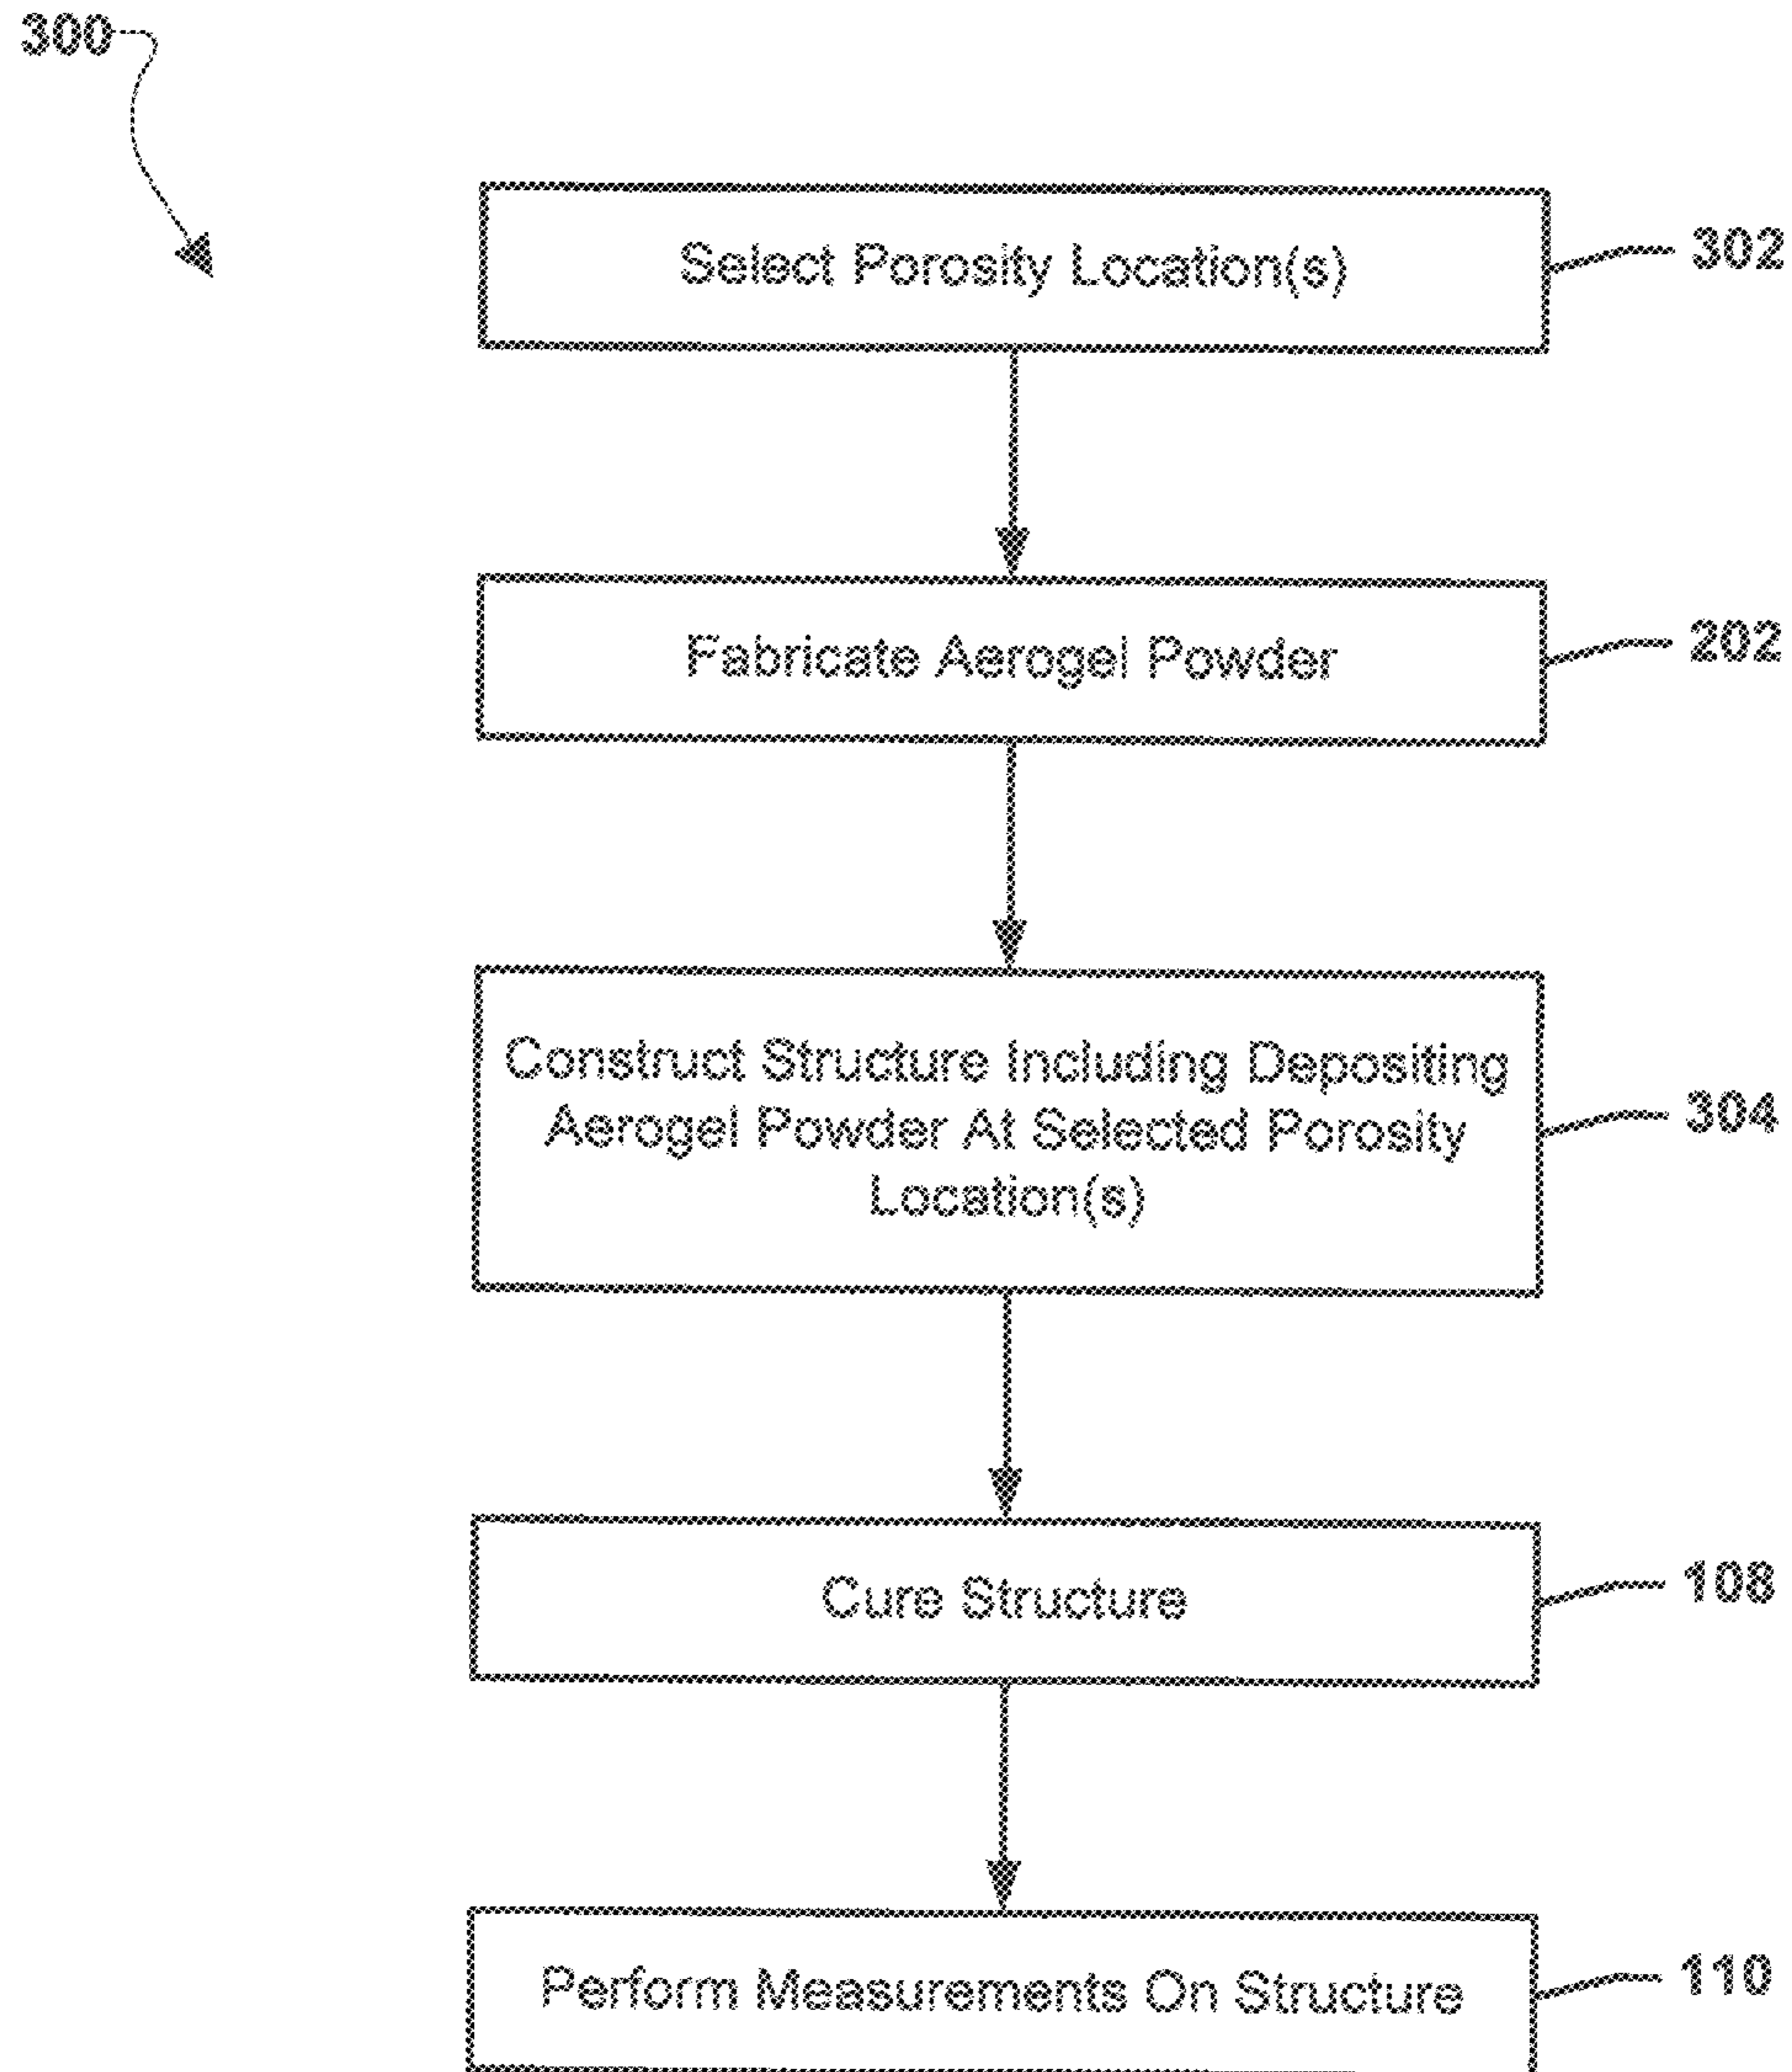 300
Select Porosity Location(s)
302
Fabricate Aerogel Powder
202
Construct Structure Including Depositing
Aerogel Powder At Selected Porosity
Location(s)
304
Cure Structure
108
Perform Measurements On Structure
110